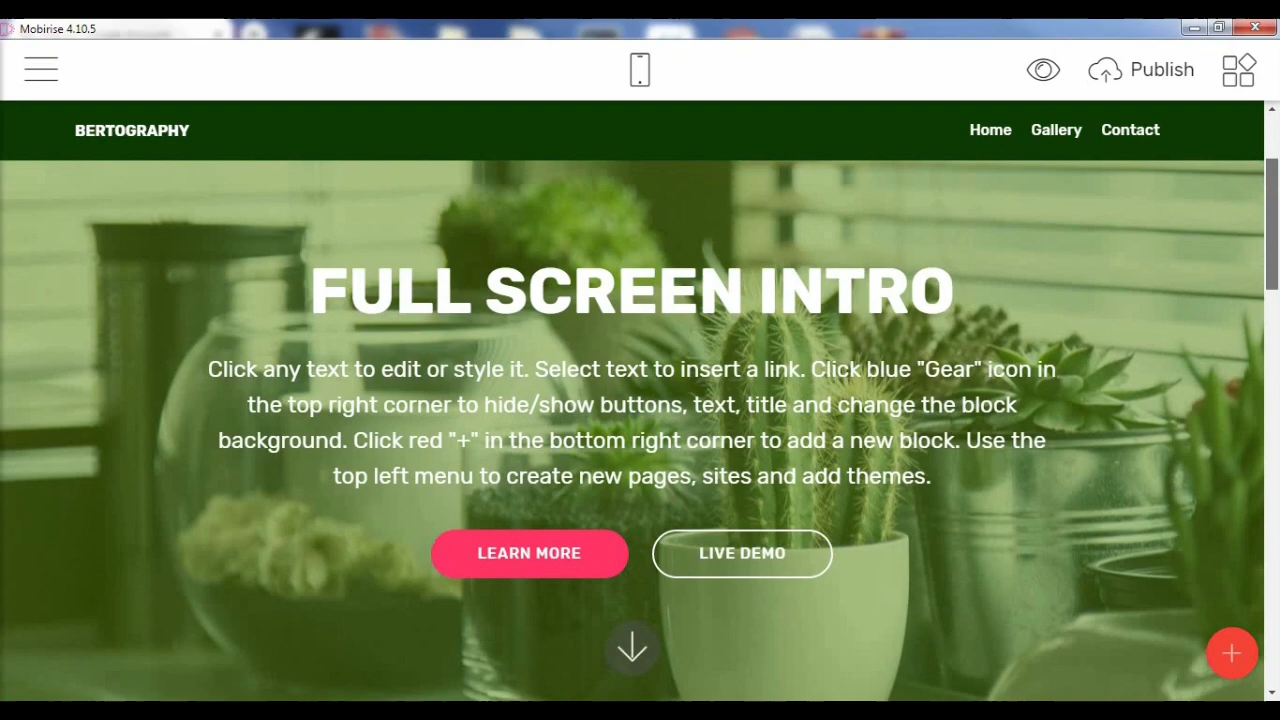 Mobirise 4.10.5
Publish
BERTOGRAPHY
Home Gallery Contact
FULL SCREEN INTRO
Click any text to edit or style it. Select text to insert a link. Click blue "Gear" icon in
the top right corner to hide/show buttons, text, title and change the block
background. Click red "+" in the bottom right corner to add a new block. Use the
top left menu to create new pages, sites and add themes.
LEARN MORE LIVE DEMO